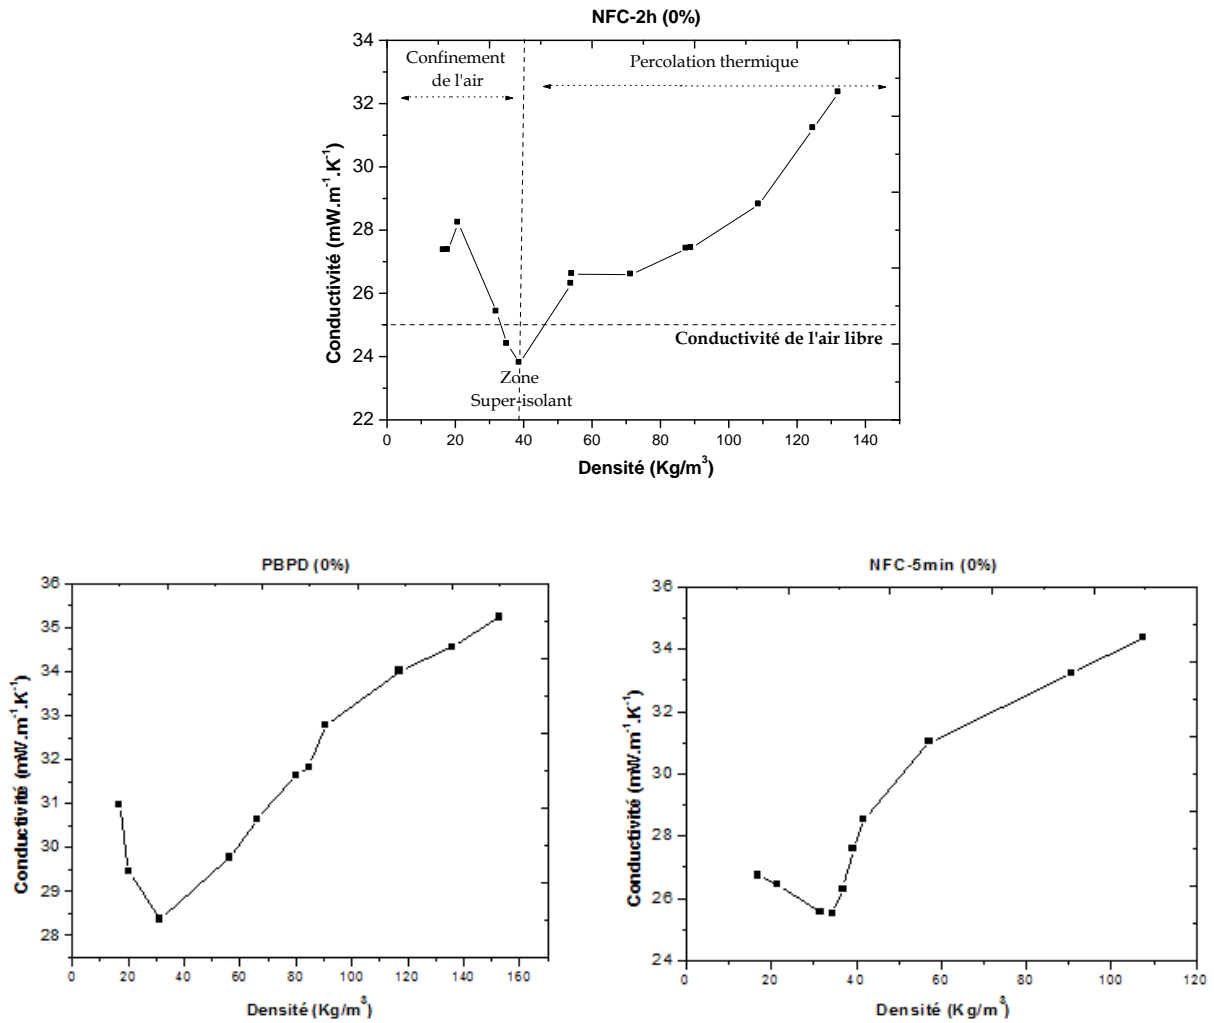 NFC-2h (0%)
34
32
30
28
26
24
22
Conductivité (mW.m⁻¹.K⁻¹)
Confinement
de l'air
Percolation thermique
Conductivité de l'air libre
Zone
Super-isolant
0 20 40 60 80 100 120 140
Densité (Kg/m³)
PBPD (0%)
36
35
34
33
32
31
30
29
28
Conductivité (mW.m⁻¹.K⁻¹)
0 20 40 60 80 100 120 140 160
Densité (Kg/m³)
NFC-5min (0%)
36
34
32
30
28
26
24
Conductivité (mW.m⁻¹.K⁻¹)
0 20 40 60 80 100 120
Densité (Kg/m³)